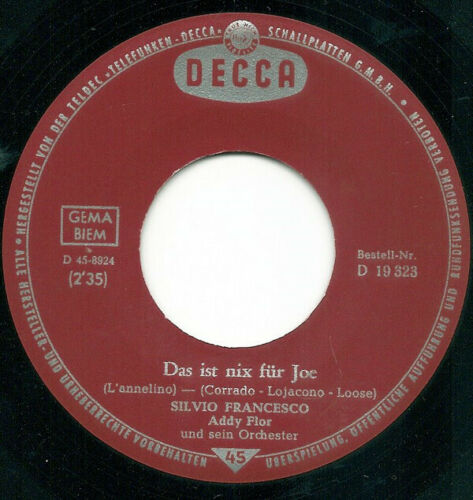 HERGESTELLT VON DER TELDEC »TELEFUNKEN-DECCA« SCHALLPLATTEN G.M.B.H.
DECCA
GEMA
BIEM
D 45-8924
(2'35)
Bestell-Nr.
D 19 323
Das ist nix für Joe
(L'annelino) — (Corrado - Lojacono - Loose)
SILVIO FRANCESCO
Addy Flor
und sein Orchester
45
ALLE HERSTELLER- UND URHEBERRECHTE VORBEHALTEN
ÜBERSPIELUNG, ÖFFENTLICHE AUFFÜHRUNG UND RUNDFUNKSENDUNG VERBOTEN